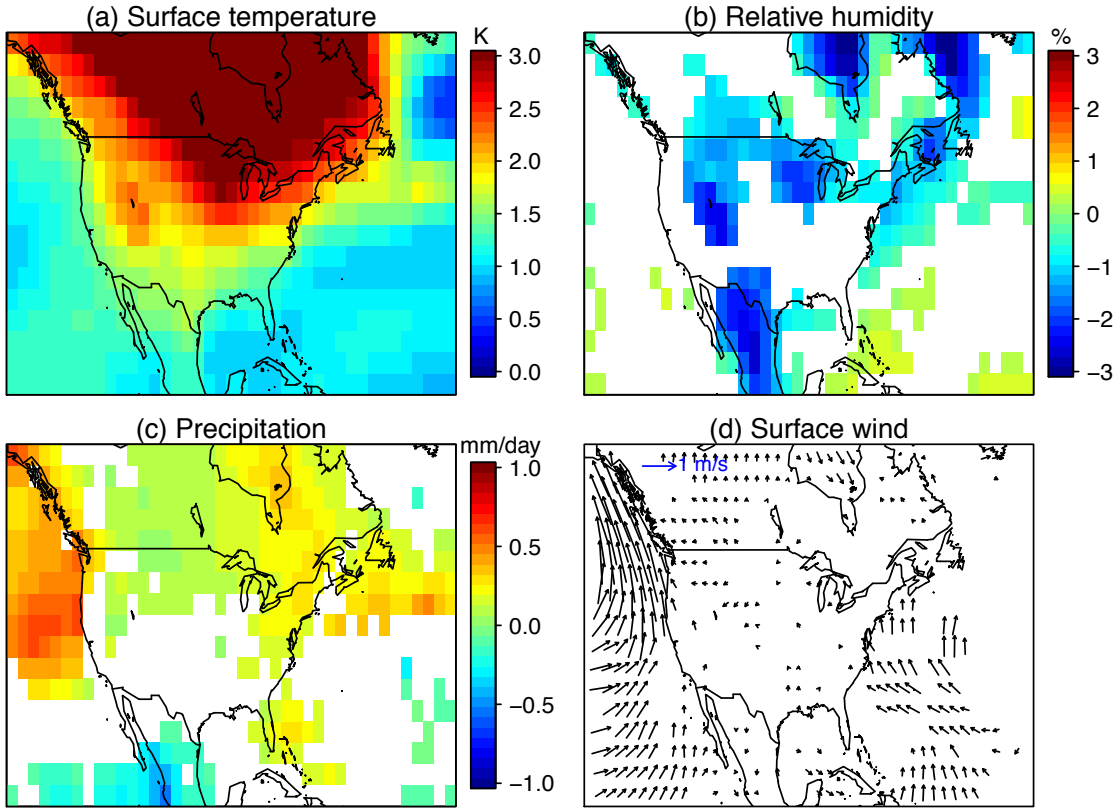 (a) Surface temperature
K
3.0
2.5
2.0
1.5
1.0
0.5
0.0
(b) Relative humidity
%
3
2
1
0
−1
−2
−3
(c) Precipitation
mm/day
1.0
0.5
0.0
−0.5
−1.0
(d) Surface wind
1 m/s